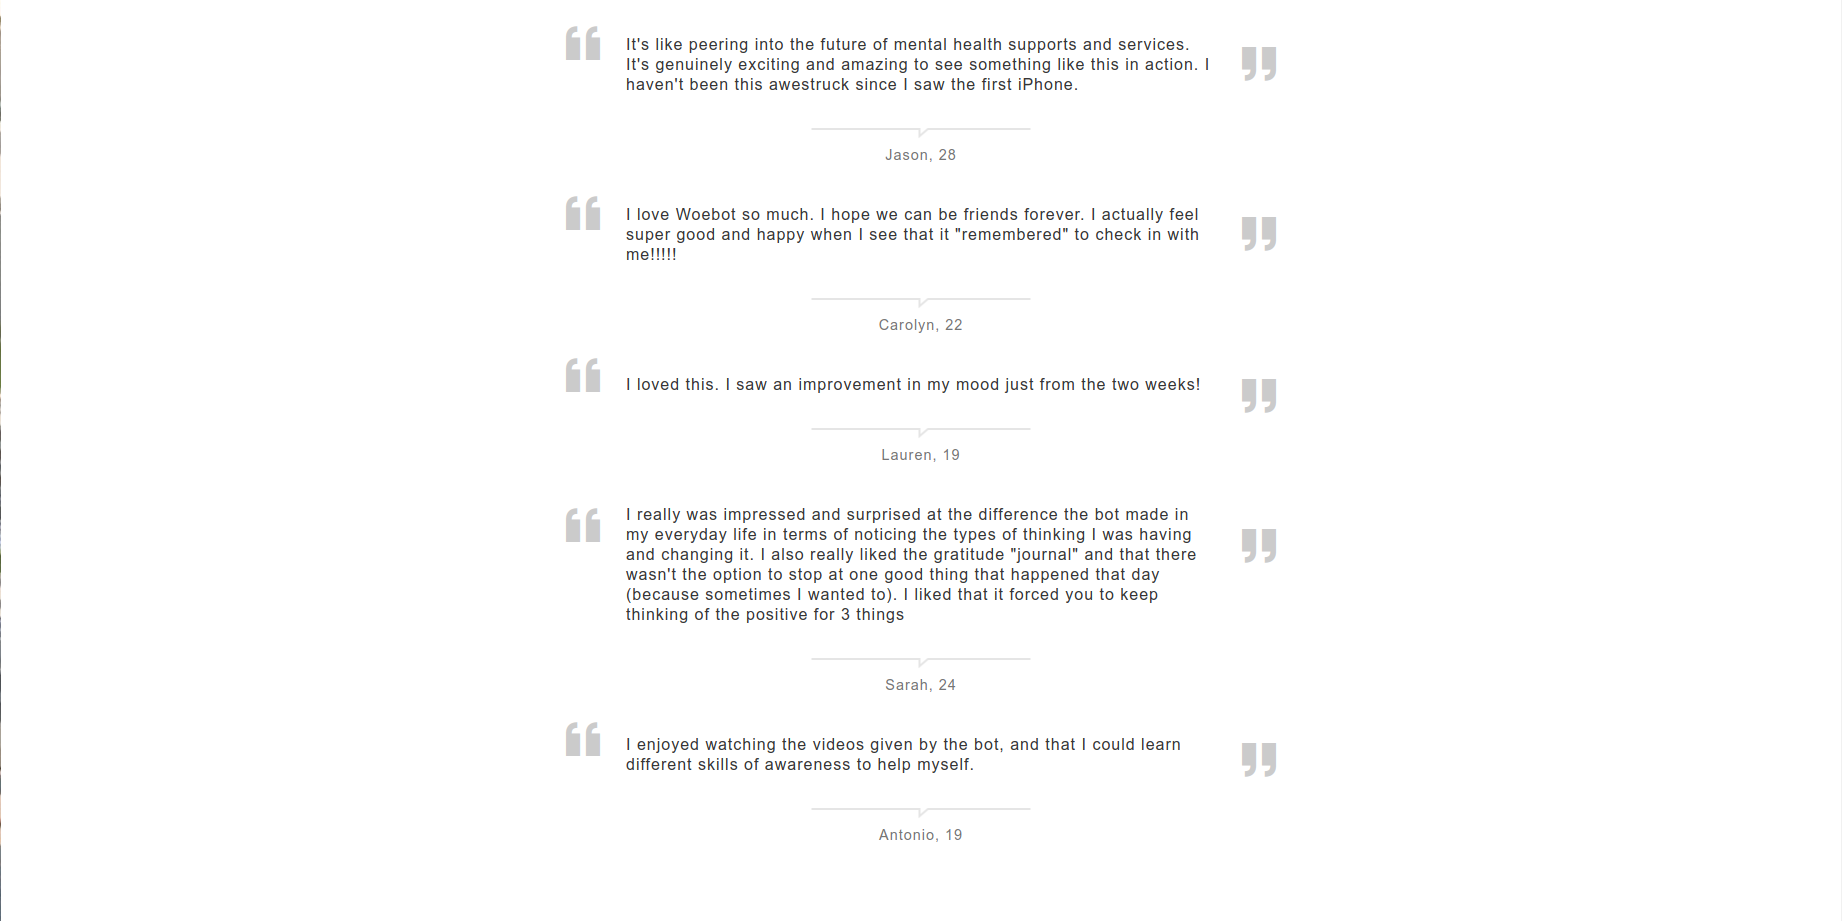 It's like peering into the future of mental health supports and services.
It's genuinely exciting and amazing to see something like this in action. I
haven't been this awestruck since I saw the first iPhone.
Jason, 28
I love Woebot so much. I hope we can be friends forever. I actually feel
super good and happy when I see that it "remembered" to check in with
me!!!!!
Carolyn, 22
I loved this. I saw an improvement in my mood just from the two weeks!
Lauren, 19
I really was impressed and surprised at the difference the bot made in
my everyday life in terms of noticing the types of thinking I was having
and changing it. I also really liked the gratitude "journal" and that there
wasn't the option to stop at one good thing that happened that day
(because sometimes I wanted to). I liked that it forced you to keep
thinking of the positive for 3 things
Sarah, 24
I enjoyed watching the videos given by the bot, and that I could learn
different skills of awareness to help myself.
Antonio, 19